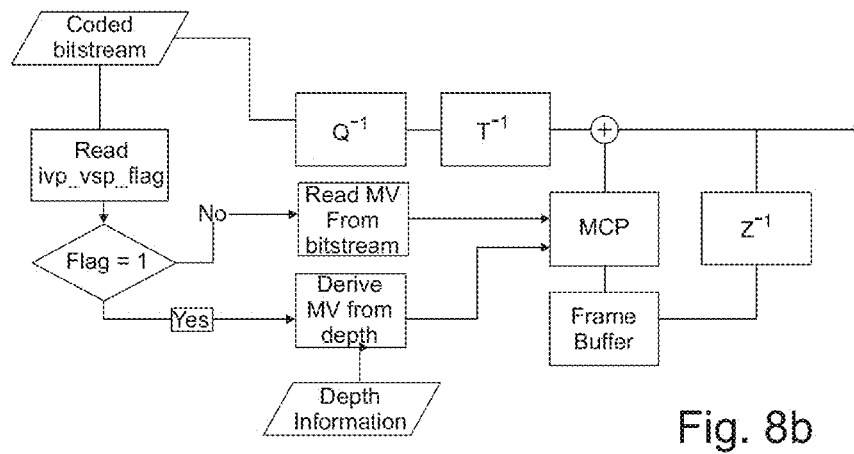 Coded
bitstream
Q⁻¹
T⁻¹
+
Read
ivp_vsp_flag
No
Read MV
From
bitstream
MCP
Z⁻¹
Flag = 1
Yes
Derive
MV from
depth
Frame
Buffer
Depth
Information
Fig. 8b